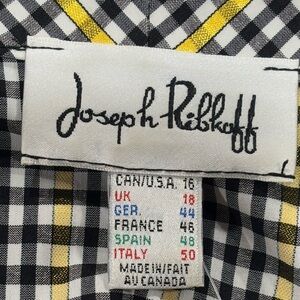 Joseph Ribkoff
CAN/U.S.A. 16
UK 18
GER. 44
FRANCE 46
SPAIN 48
ITALY 50
MADE IN/FAIT
AU CANADA